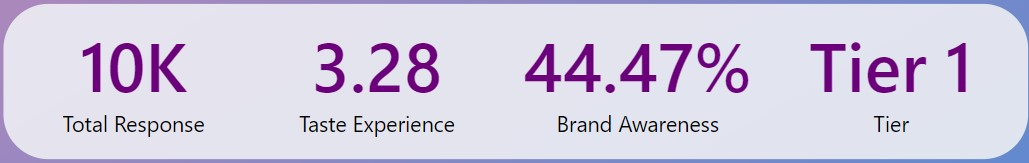 10K 3.28 44.47% Tier 1
Total Response Taste Experience Brand Awareness Tier